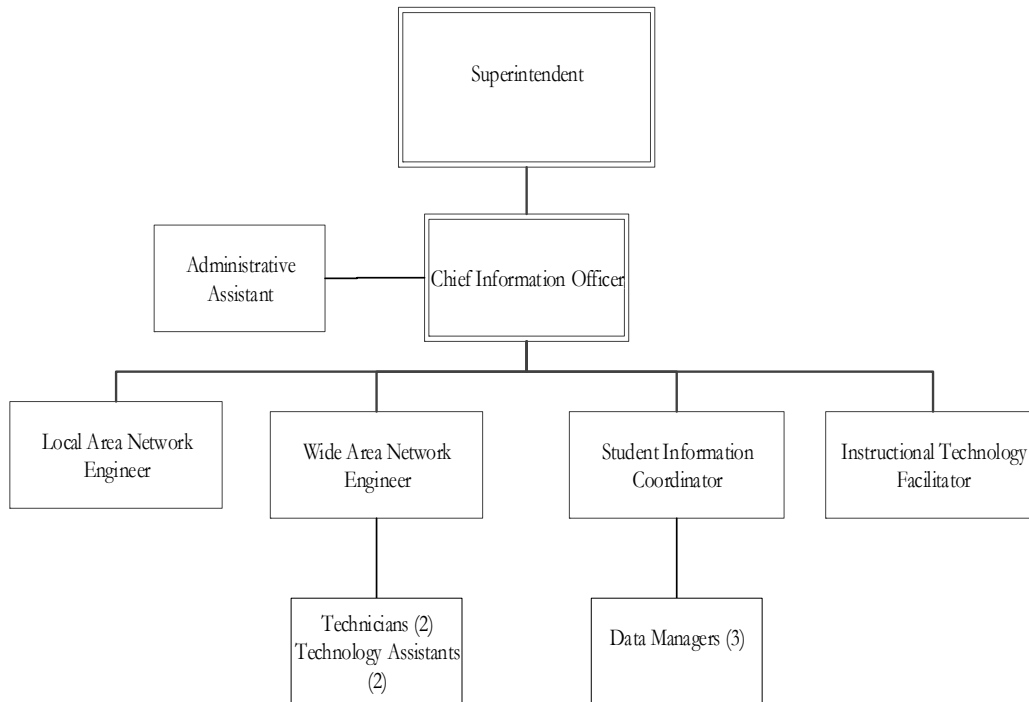 Superintendent
Administrative
Assistant
Chief Information Officer
Local Area Network
Engineer
Wide Area Network
Engineer
Student Information
Coordinator
Instructional Technology
Facilitator
Technicians (2)
Technology Assistants
(2)
Data Managers (3)